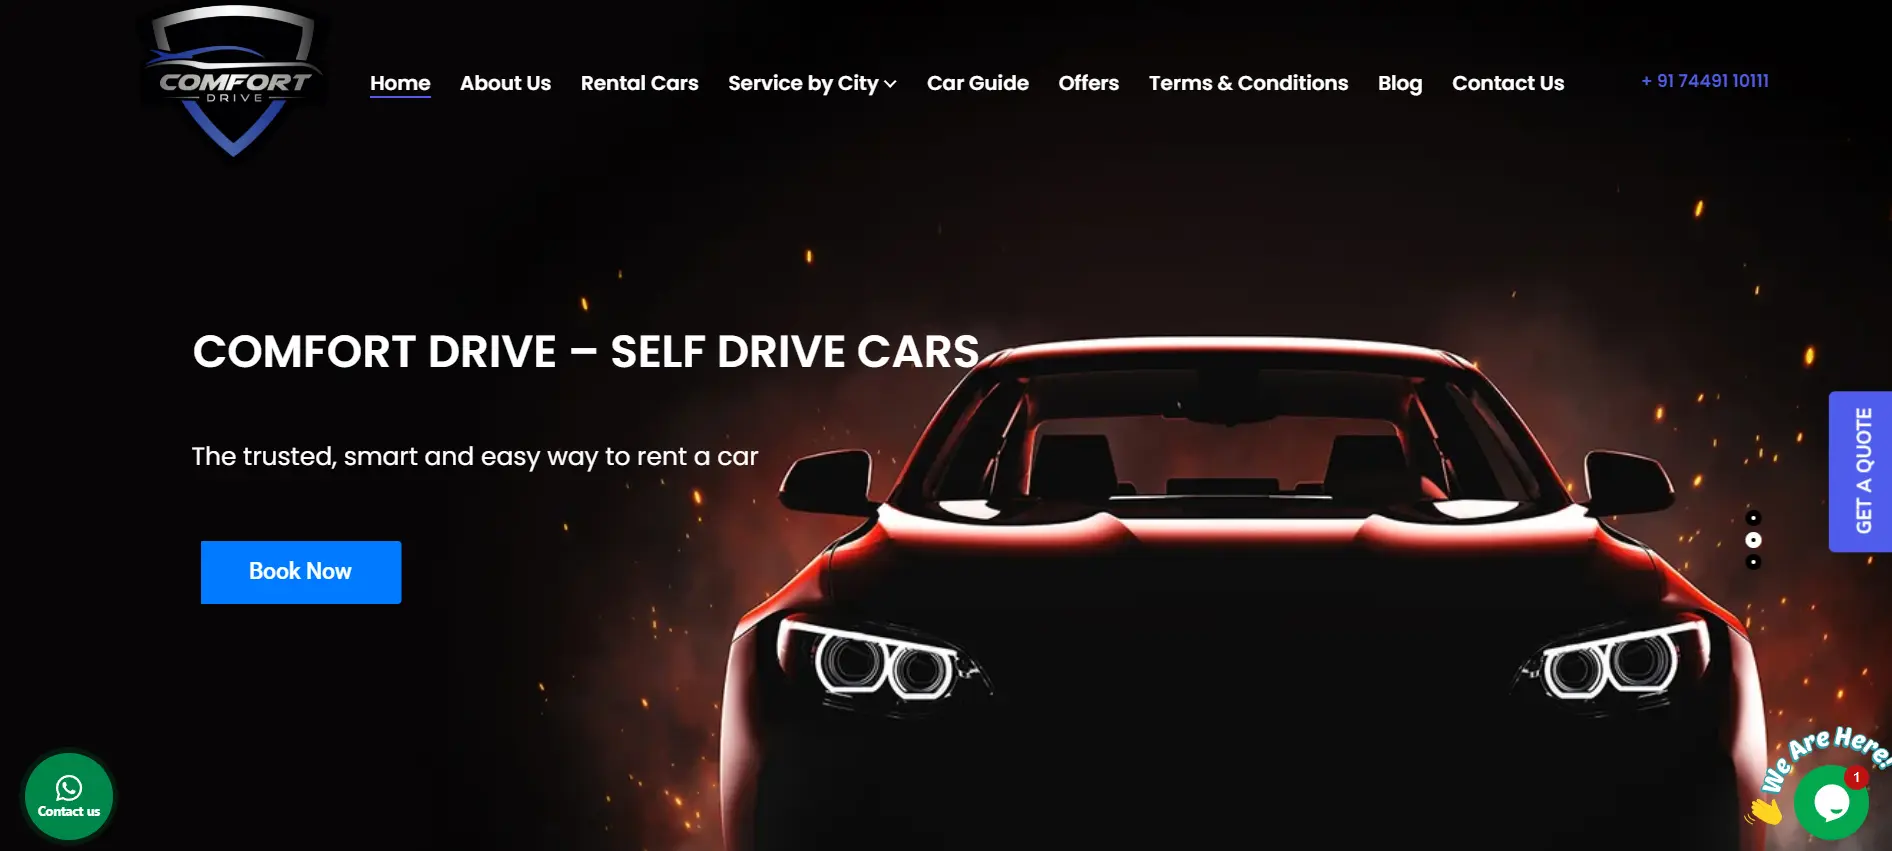 COMFORT
DRIVE
Home About Us Rental Cars Service by City Car Guide Offers Terms & Conditions Blog Contact Us + 91 74491 10111
COMFORT DRIVE – SELF DRIVE CARS
The trusted, smart and easy way to rent a car
GET A QUOTE
Book Now
We Are Here!
1
Contact us